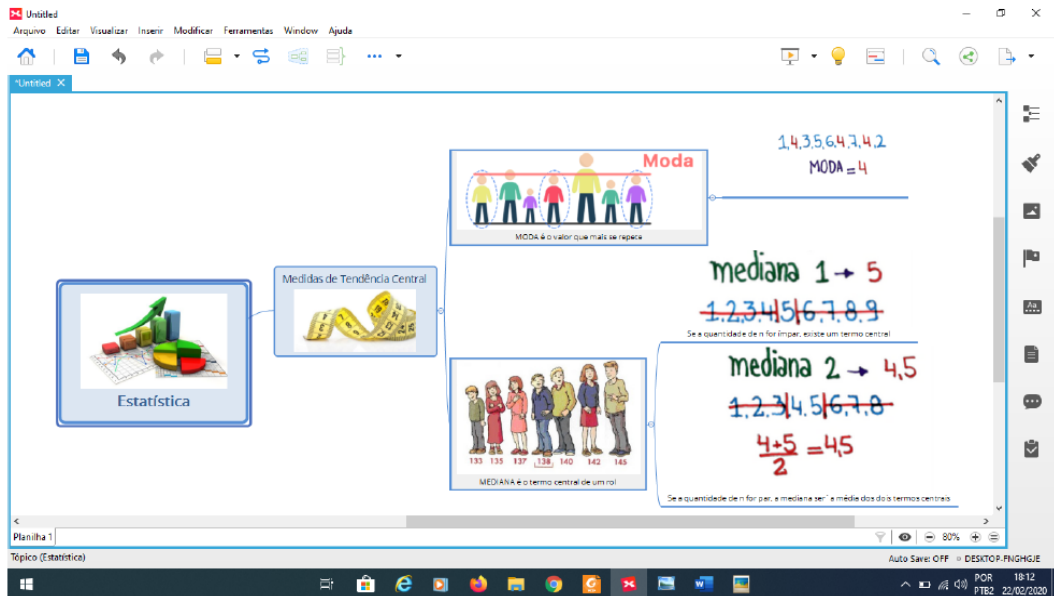 Untitled
Arquivo Editar Visualizar Inserir Modificar Ferramentas Window Ajuda
*Untitled X
1,4,3,5,6,4,7,4,2
MODA = 4
Moda
MODA é o valor que mais se repete
mediana 1 → 5
1,2,3,4|5|6,7,8,9
Se a quantidade de n for ímpar, existe um termo central
Medidas de Tendência Central
Estatística
mediana 2 → 4,5
1,2,3|4,5|6,7,8
4+5
2
=4,5
133 135 137 138 140 142 145
MEDIANA é o termo central de um rol
Se a quantidade de n for par, a mediana ser´ a média dos dois termos centrais
Planilha 1
80%
Tópico (Estatística)
Auto Save: OFF
DESKTOP-FNGHGJE
POR
PTB2
18:12
22/02/2020